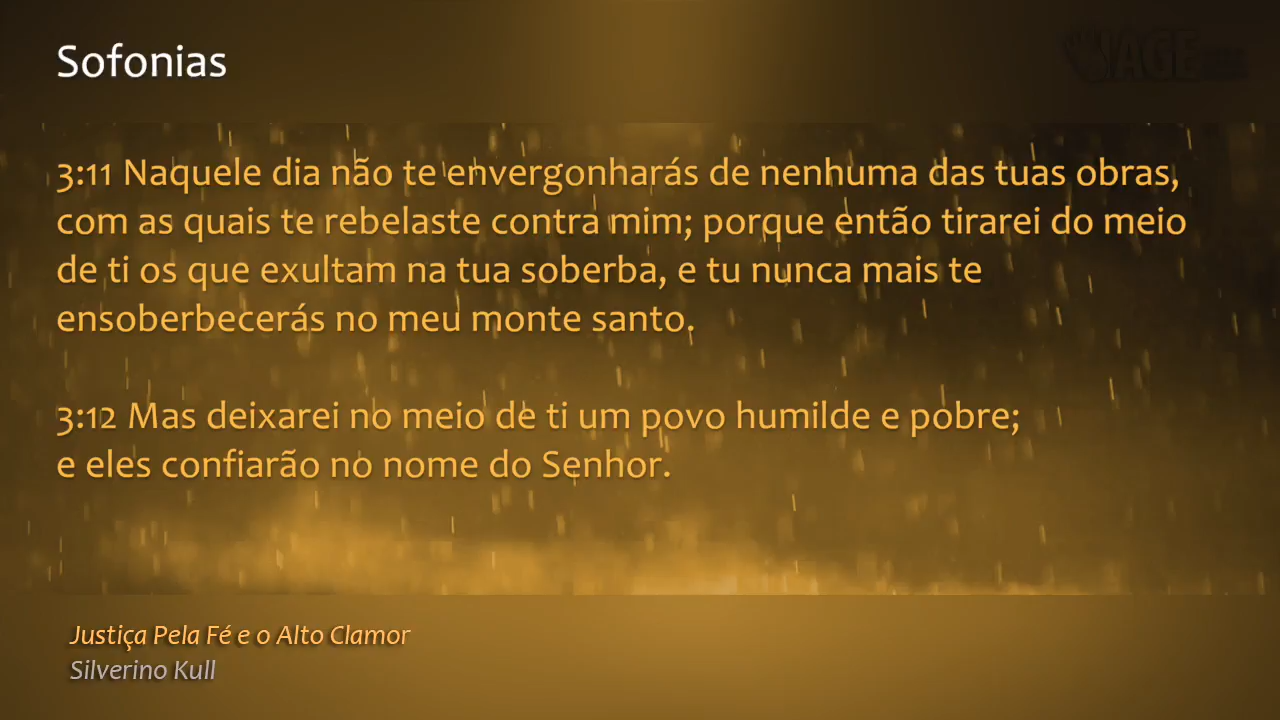 Sofonias
3:11 Naquele dia não te envergonharás de nenhuma das tuas obras,
com as quais te rebelaste contra mim; porque então tirarei do meio
de ti os que exultam na tua soberba, e tu nunca mais te
ensoberbecerás no meu monte santo.
3:12 Mas deixarei no meio de ti um povo humilde e pobre;
e eles confiarão no nome do Senhor.
Justiça Pela Fé e o Alto Clamor
Silverino Kull